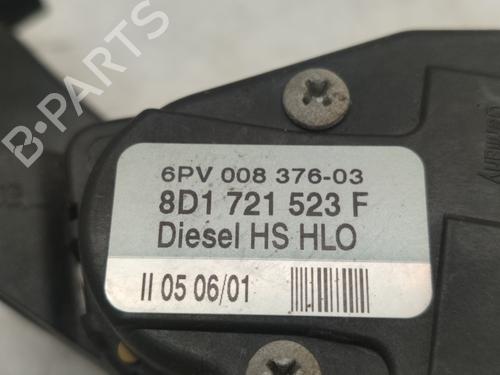 B-PARTS
6PV 008 376-03
8D1 721 523 F
Diesel HS HLO
II 05 06/01